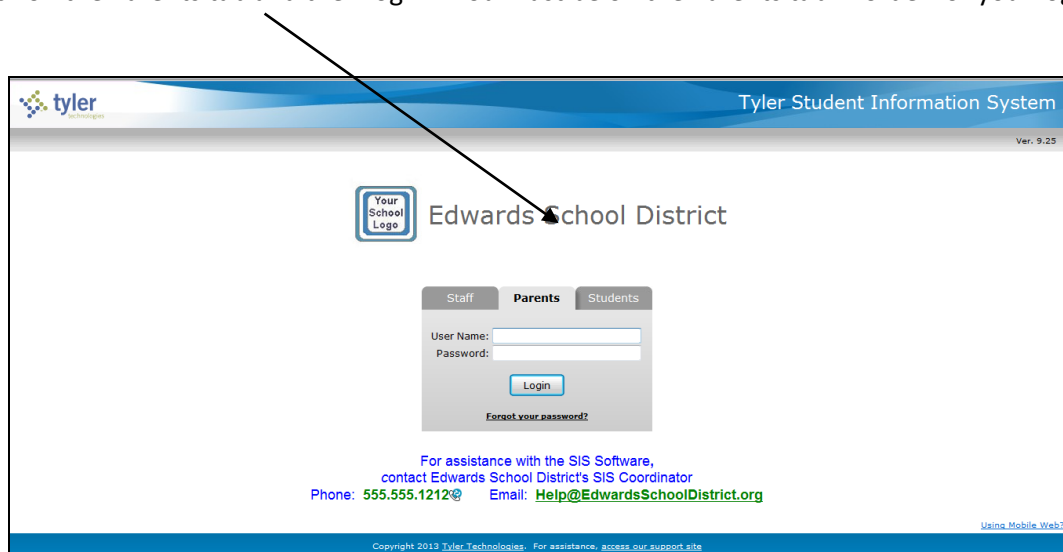 tyler
technologies
Tyler Student Information System
Ver. 9.25
Your
School
Logo
Edwards School District
Staff Parents Students
User Name:
Password:
Login
Forgot your password?
For assistance with the SIS Software,
contact Edwards School District's SIS Coordinator
Phone: 555.555.1212 Email: Help@EdwardsSchoolDistrict.org
Using Mobile Web?
Copyright 2013 Tyler Technologies. For assistance, access our support site